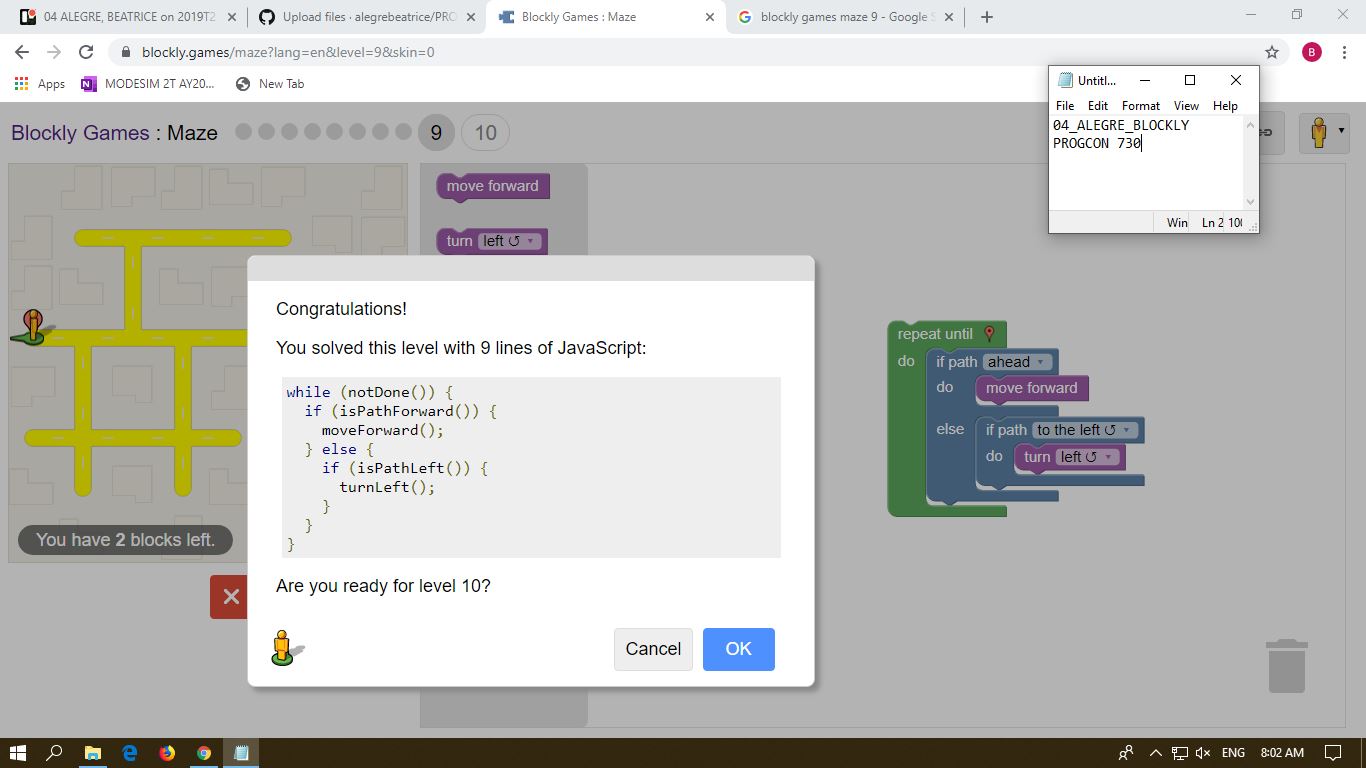 04 ALEGRE, BEATRICE on 2019T2
Upload files · alegrebeatrice/PRO
Blockly Games : Maze
blockly games maze 9 - Google S
blockly.games/maze?lang=en&level=9&skin=0
B
Apps
MODESIM 2T AY20...
New Tab
Untitl...
File Edit Format View Help
04_ALEGRE_BLOCKLY
PROGCON 730
Win Ln 2 100
Blockly Games : Maze 9 10
move forward
turn left ↺
You have 2 blocks left.
Congratulations!
You solved this level with 9 lines of JavaScript:
while (notDone()) {
if (isPathForward()) {
moveForward();
} else {
if (isPathLeft()) {
turnLeft();
}
}
}
Are you ready for level 10?
Cancel OK
repeat until
do if path ahead
do move forward
else if path to the left ↺
do turn left ↺
ENG 8:02 AM